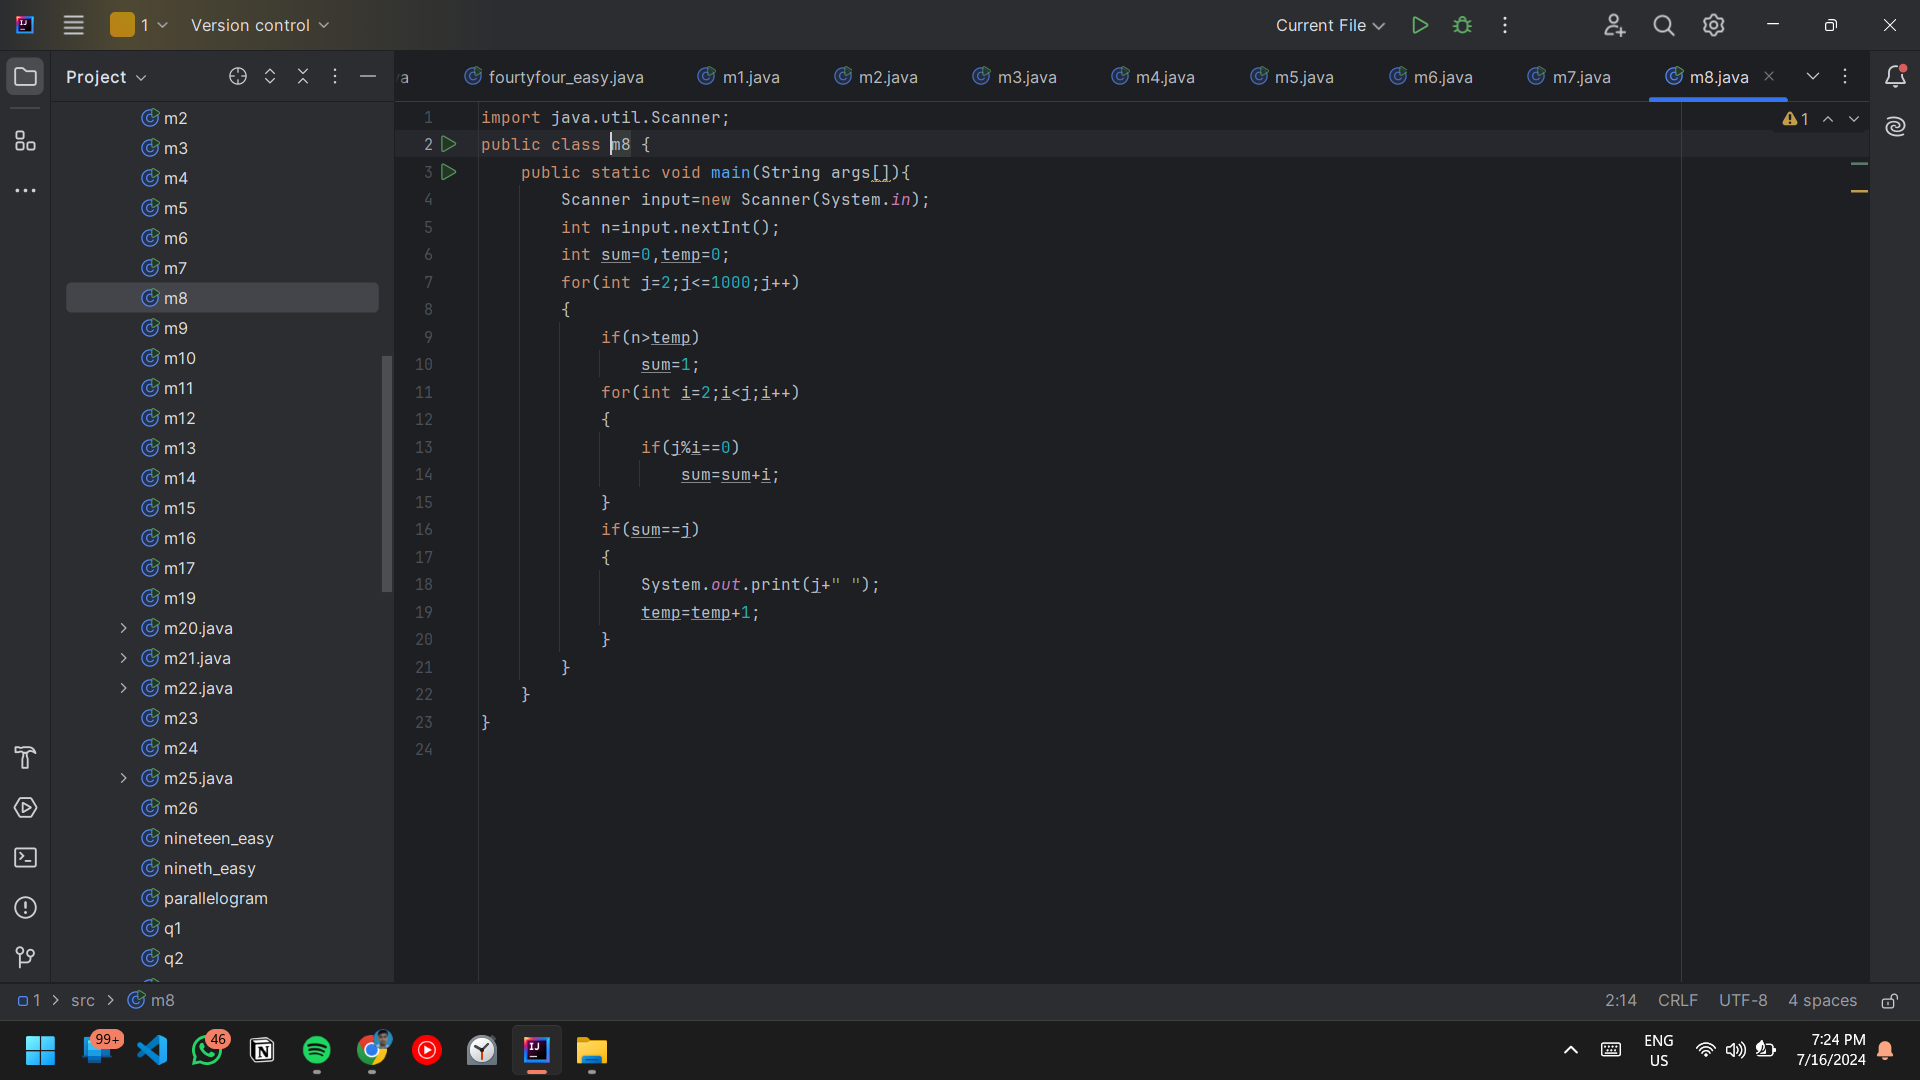 1
Version control
Current File
Project
va
fourtyfour_easy.java
m1.java
m2.java
m3.java
m4.java
m5.java
m6.java
m7.java
m8.java
m2
m3
m4
m5
m6
m7
m8
m9
m10
m11
m12
m13
m14
m15
m16
m17
m19
m20.java
m21.java
m22.java
m23
m24
m25.java
m26
nineteen_easy
nineth_easy
parallelogram
q1
q2
1
1 import java.util.Scanner;
2 public class m8 {
3     public static void main(String args[]){
4         Scanner input=new Scanner(System.in);
5         int n=input.nextInt();
6         int sum=0,temp=0;
7         for(int j=2;j<=1000;j++)
8         {
9             if(n>temp)
10                 sum=1;
11             for(int i=2;i<j;i++)
12             {
13                 if(j%i==0)
14                     sum=sum+i;
15             }
16             if(sum==j)
17             {
18                 System.out.print(j+" ");
19                 temp=temp+1;
20             }
21         }
22     }
23 }
24
1 > src > m8
2:14 CRLF UTF-8 4 spaces
99+
46
ENG
US
7:24 PM
7/16/2024